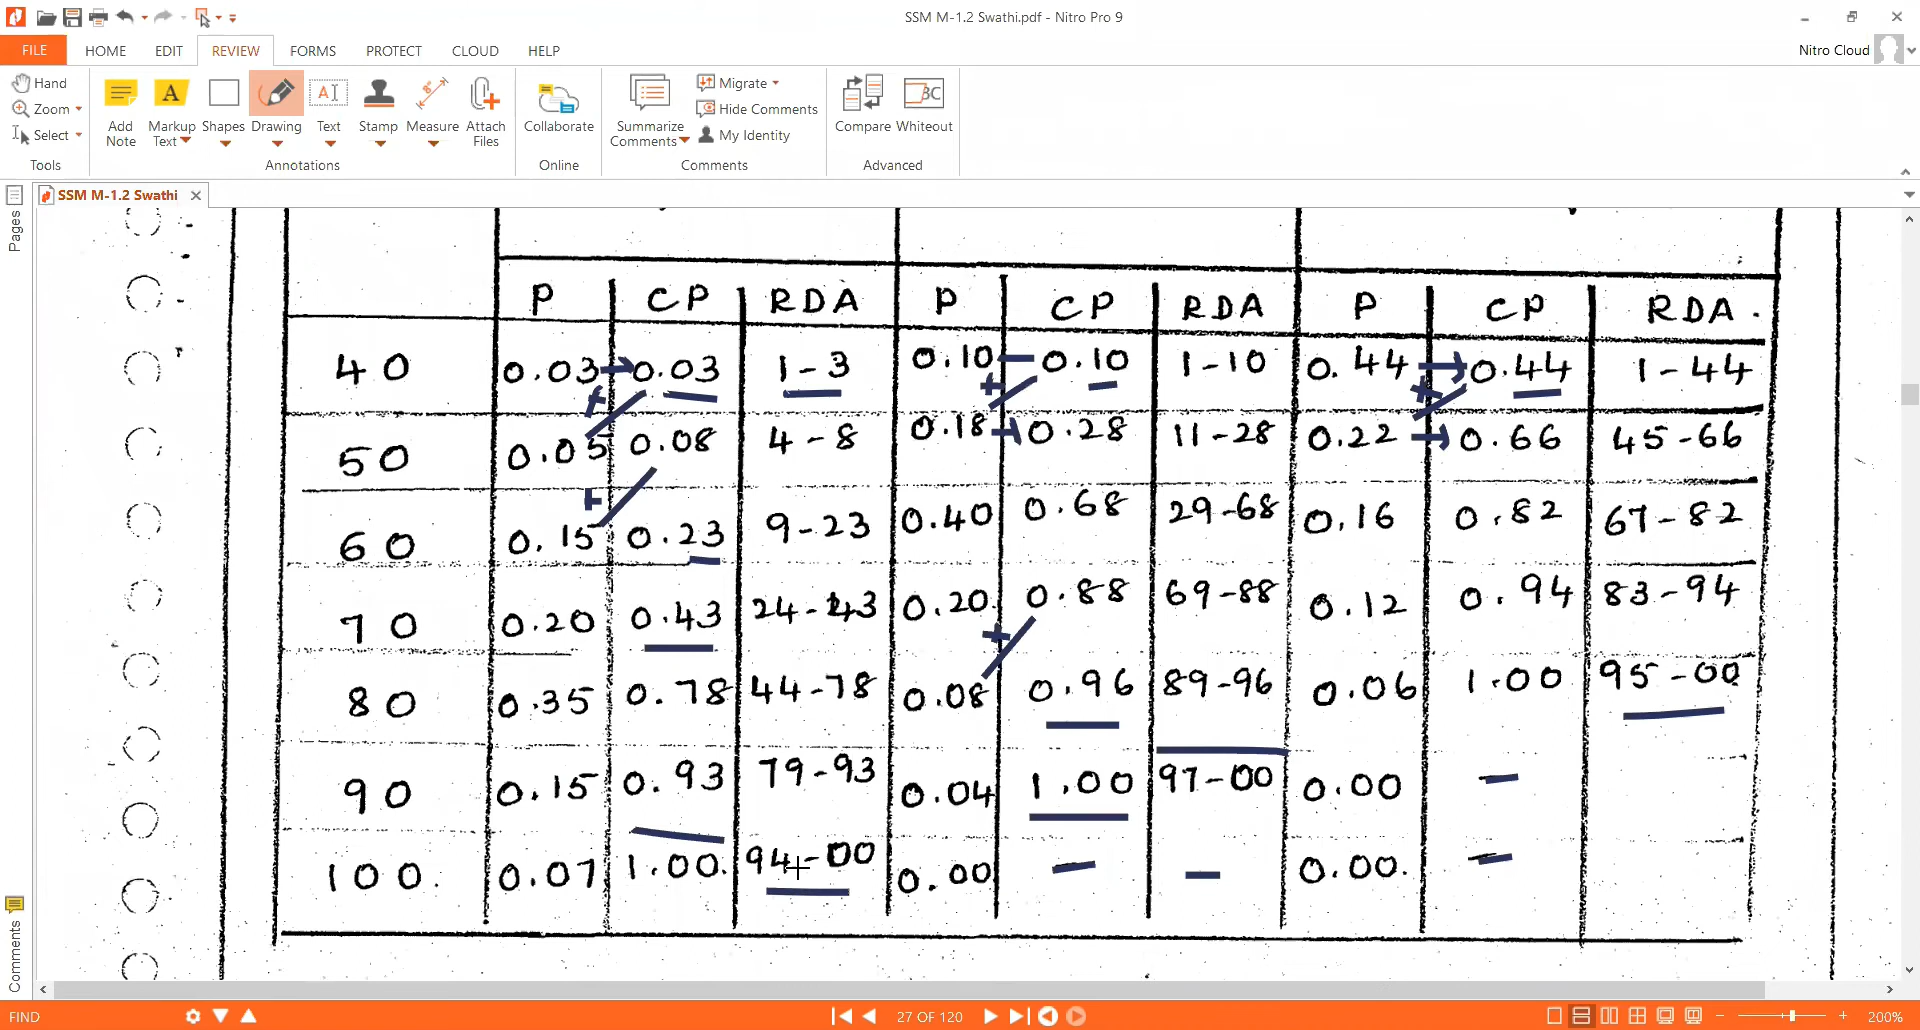 SSM M-1.2 Swathi.pdf - Nitro Pro 9
FILE HOME EDIT REVIEW FORMS PROTECT CLOUD HELP Nitro Cloud
Hand
Zoom
Select
Tools
Add Note
Markup Text
Shapes
Drawing
Text
Stamp
Measure
Attach Files
Annotations
Collaborate
Online
Summarize Comments
Migrate
Hide Comments
My Identity
Comments
Compare
Whiteout
Advanced
SSM M-1.2 Swathi
Pages
P CP RDA P CP RDA P CP RDA.
40 0.03 0.03 1-3 0.10 0.10 1-10 0.44 0.44 1-44
50 0.05 0.08 4-8 0.18 0.28 11-28 0.22 0.66 45-66
60 0.15 0.23 9-23 0.40 0.68 29-68 0.16 0.82 67-82
70 0.20 0.43 24-43 0.20 0.88 69-88 0.12 0.94 83-94
80 0.35 0.78 44-78 0.08 0.96 89-96 0.06 1.00 95-00
90 0.15 0.93 79-93 0.04 1.00 97-00 0.00 -
100. 0.07 1.00. 94-00 0.00 - - 0.00. -
Comments
FIND 27 OF 120 200%